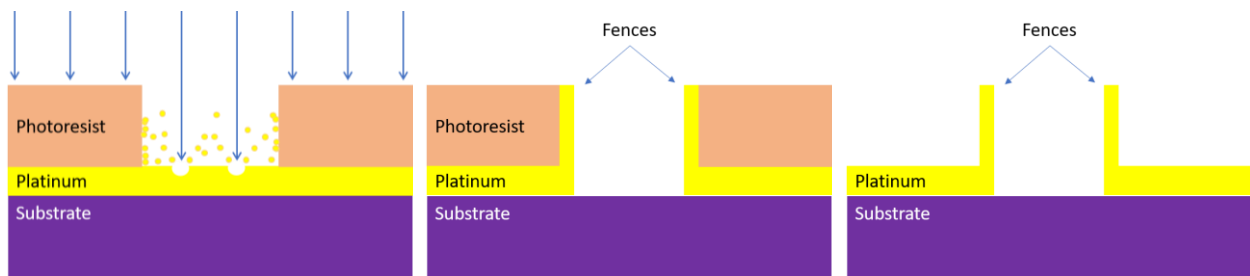 Photoresist
Platinum
Substrate
Fences
Photoresist
Platinum
Substrate
Fences
Platinum
Substrate